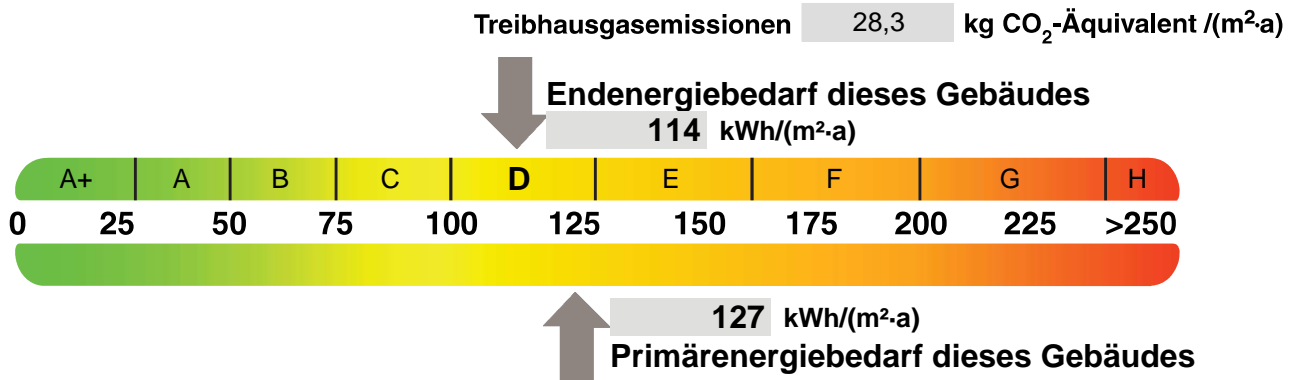 Treibhausgasemissionen 28,3 kg CO₂-Äquivalent /(m²·a)
Endenergiebedarf dieses Gebäudes
114 kWh/(m²·a)
A+ A B C D E F G H
0 25 50 75 100 125 150 175 200 225 >250
127 kWh/(m²·a)
Primärenergiebedarf dieses Gebäudes